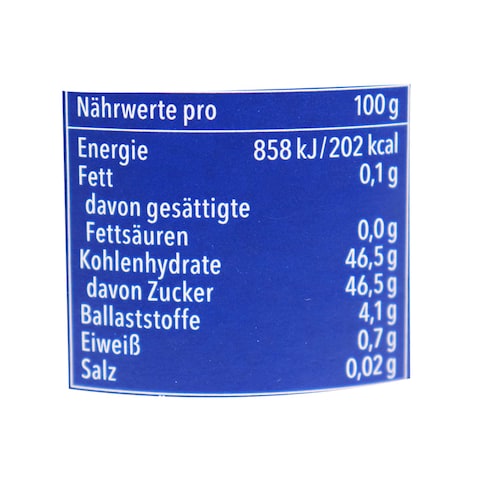 Nährwerte pro 100 g
Energie 858 kJ/202 kcal
Fett 0,1 g
davon gesättigte
Fettsäuren 0,0 g
Kohlenhydrate 46,5 g
davon Zucker 46,5 g
Ballaststoffe 4,1 g
Eiweiß 0,7 g
Salz 0,02 g